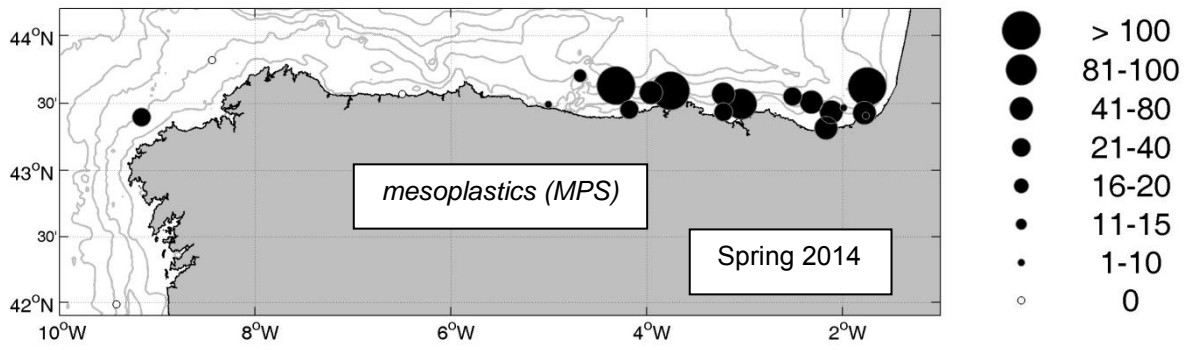 44°N
30'
43°N
30'
42°N
10°W
8°W
6°W
4°W
2°W
mesoplastics (MPS)
Spring 2014
> 100
81-100
41-80
21-40
16-20
11-15
1-10
0